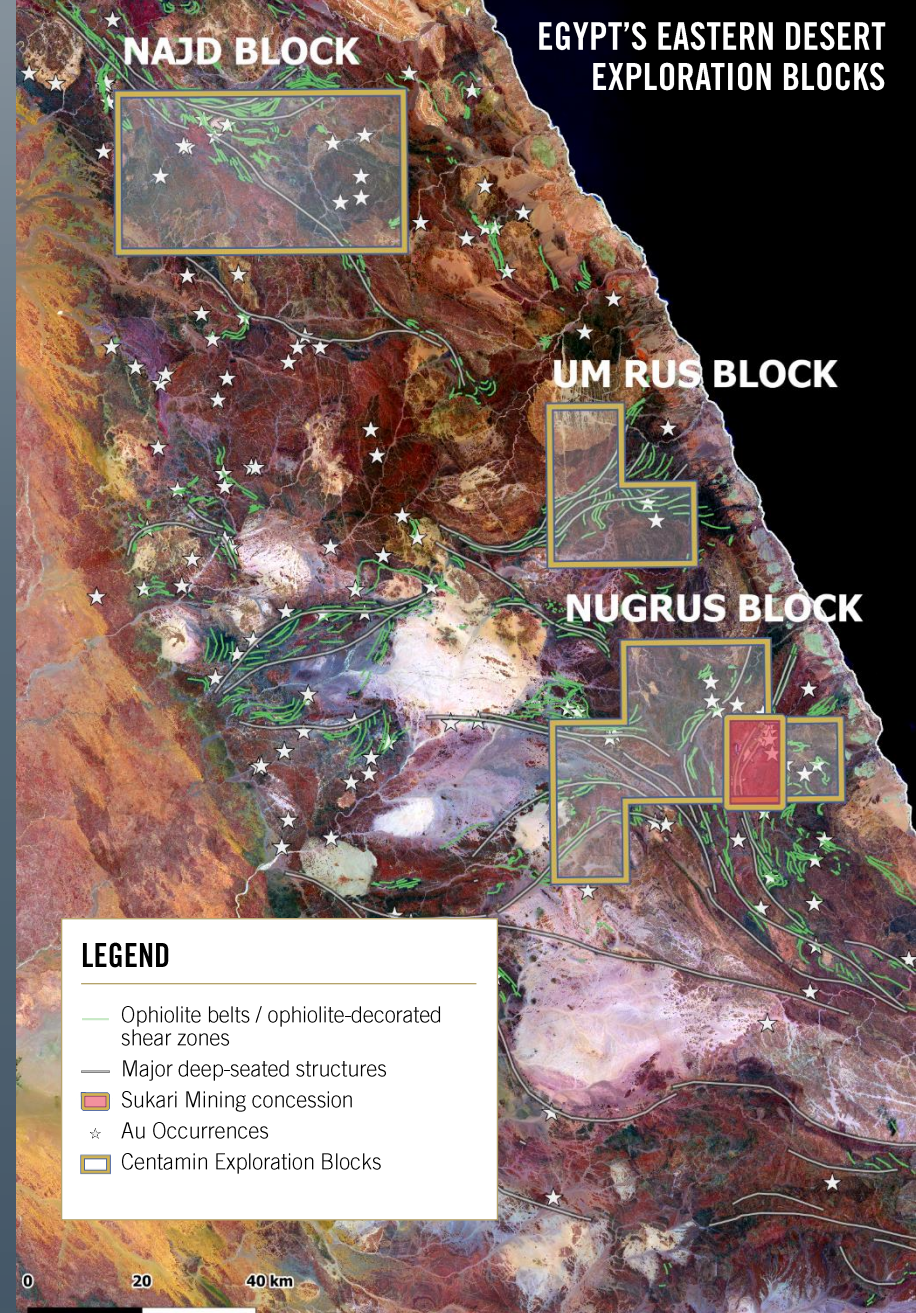 EGYPT'S EASTERN DESERT
EXPLORATION BLOCKS
NAJD BLOCK
UM RUS BLOCK
NUGRUS BLOCK
LEGEND
Ophiolite belts / ophiolite-decorated
shear zones
Major deep-seated structures
Sukari Mining concession
Au Occurrences
Centamin Exploration Blocks
0 20 40 km